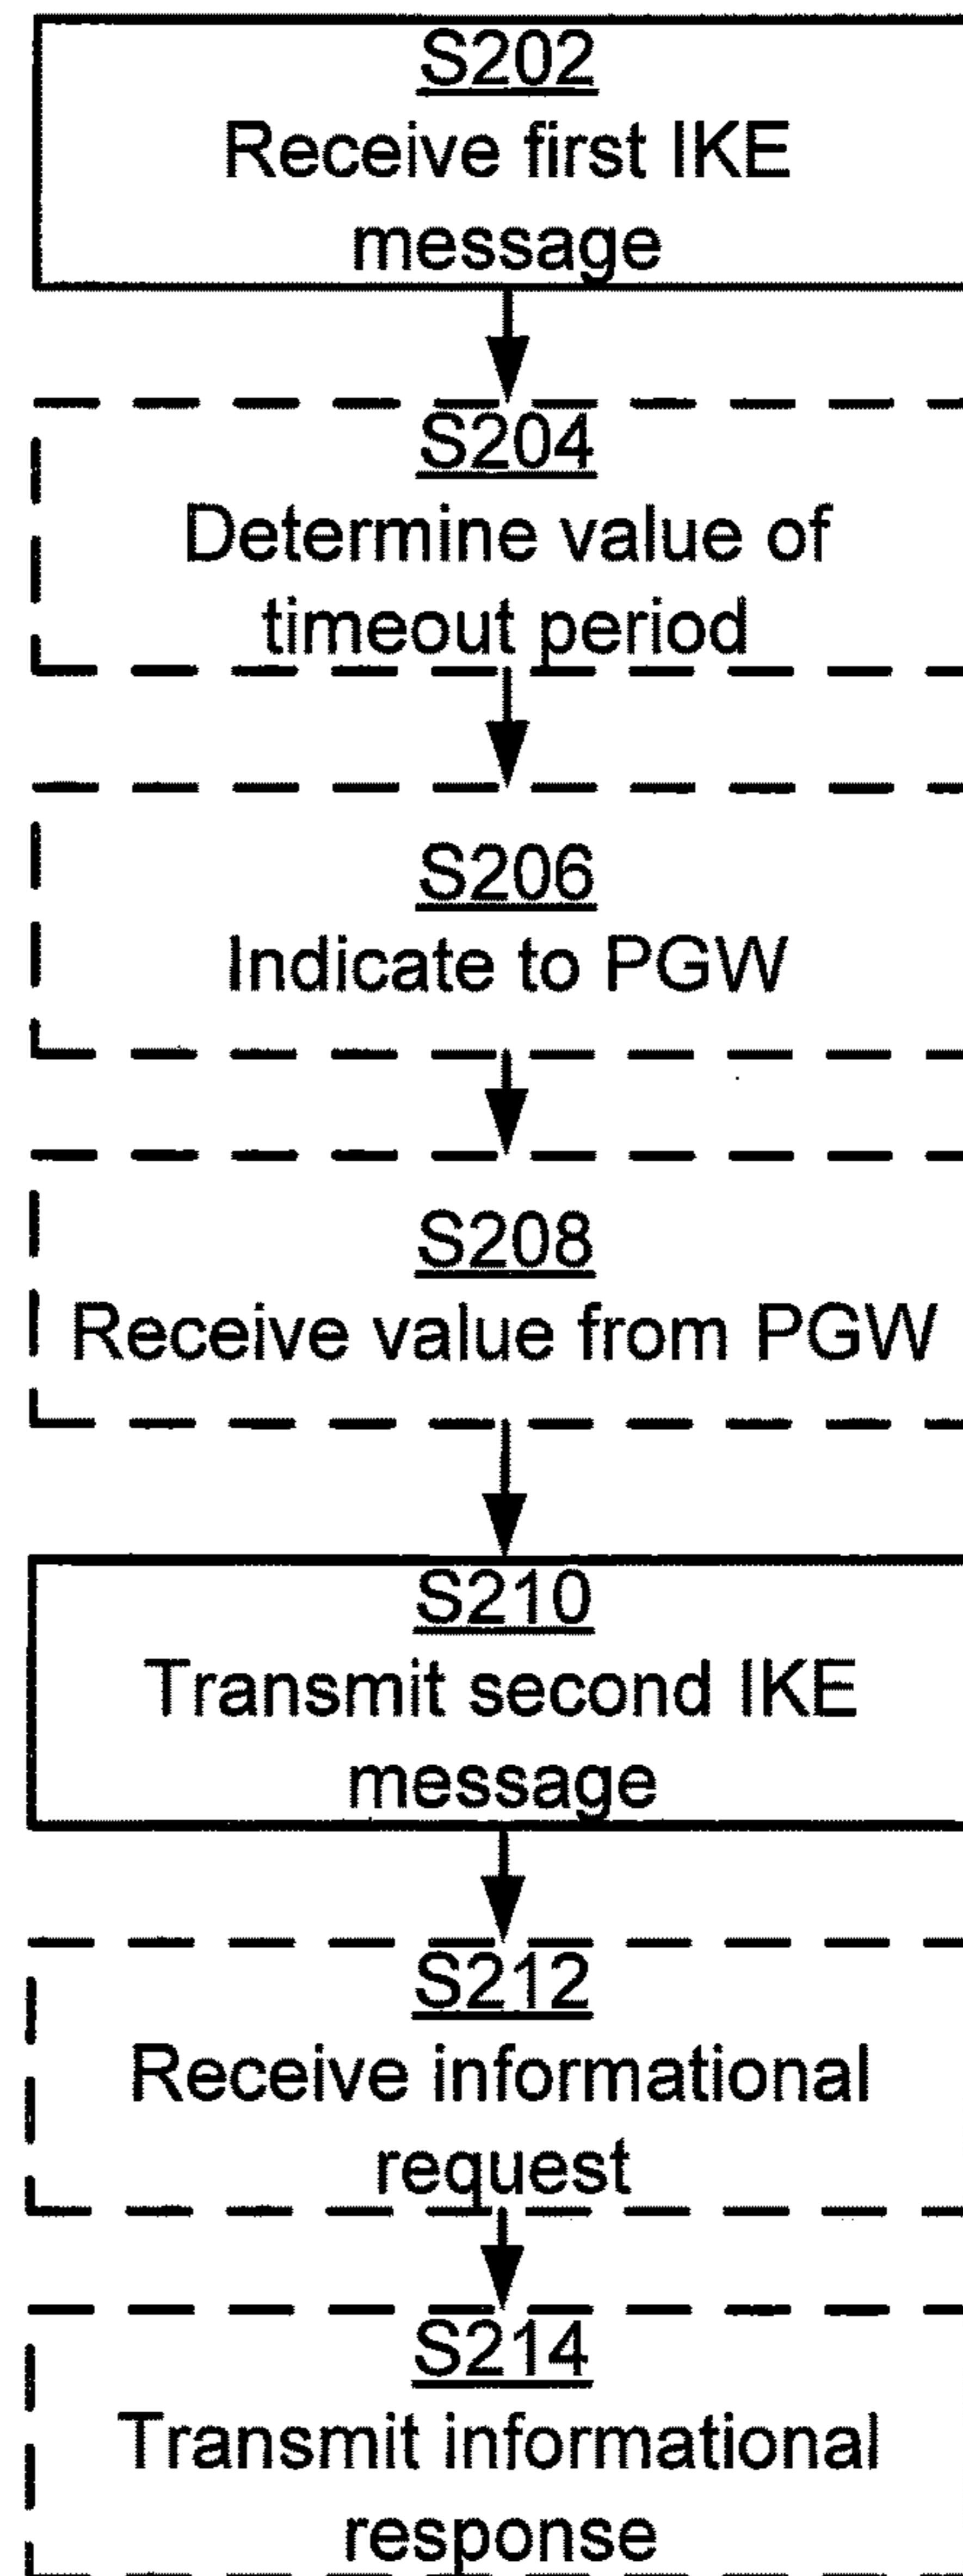 S202
Receive first IKE
message
S204
Determine value of
timeout period
S206
Indicate to PGW
S208
Receive value from PGW
S210
Transmit second IKE
message
S212
Receive informational
request
S214
Transmit informational
response